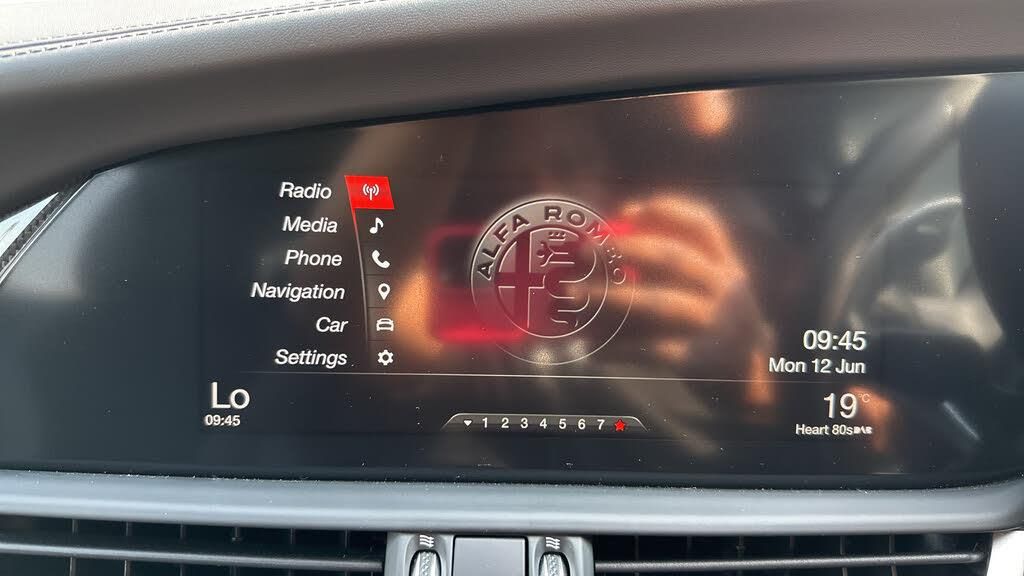 Radio
Media
Phone
Navigation
Car
Settings
ALFA ROMEO
09:45
Mon 12 Jun
Lo
09:45
1 2 3 4 5 6 7
19°C
Heart 80s DAB